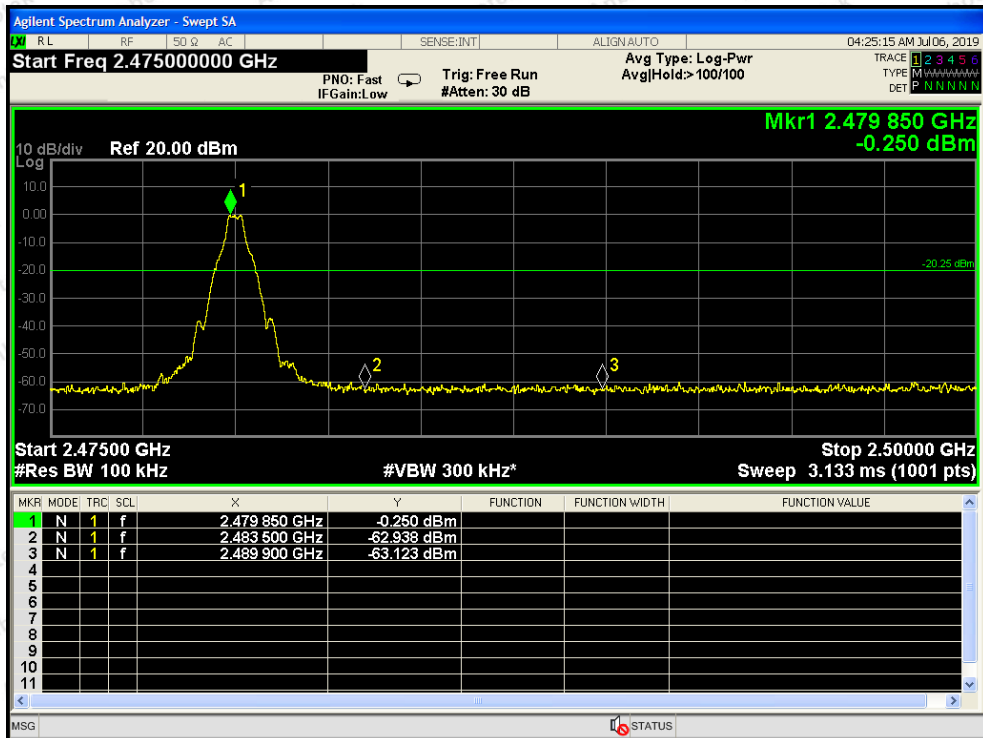 Agilent Spectrum Analyzer - Swept SA
LXI RL RF 50 Ω AC SENSE:INT ALIGN AUTO 04:25:15 AM Jul 06, 2019
Start Freq 2.475000000 GHz
PNO: Fast
IFGain:Low
Trig: Free Run
#Atten: 30 dB
Avg Type: Log-Pwr
Avg|Hold:>100/100
TRACE 1 2 3 4 5 6
TYPE M
DET P N N N N N
Mkr1 2.479 850 GHz
-0.250 dBm
10 dB/div Ref 20.00 dBm
Log
10.0
0.00
-10.0
-20.0
-30.0
-40.0
-50.0
-60.0
-70.0
1
-20.25 dBm
2
3
Start 2.47500 GHz Stop 2.50000 GHz
#Res BW 100 kHz #VBW 300 kHz* Sweep 3.133 ms (1001 pts)
MKR MODE TRC SCL X Y FUNCTION FUNCTION WIDTH FUNCTION VALUE
1 N 1 f 2.479 850 GHz -0.250 dBm
2 N 1 f 2.483 500 GHz -62.938 dBm
3 N 1 f 2.489 900 GHz -63.123 dBm
4
5
6
7
8
9
10
11
MSG STATUS